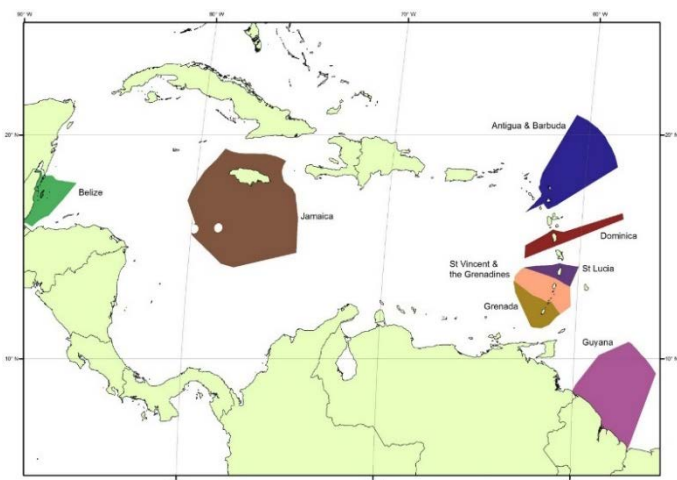 90° W
80° W
70° W
60° W
Antigua & Barbuda
20° N
20° N
Belize
Jamaica
Dominica
St Vincent &
the Grenadines
St Lucia
Grenada
Guyana
10° N
10° N